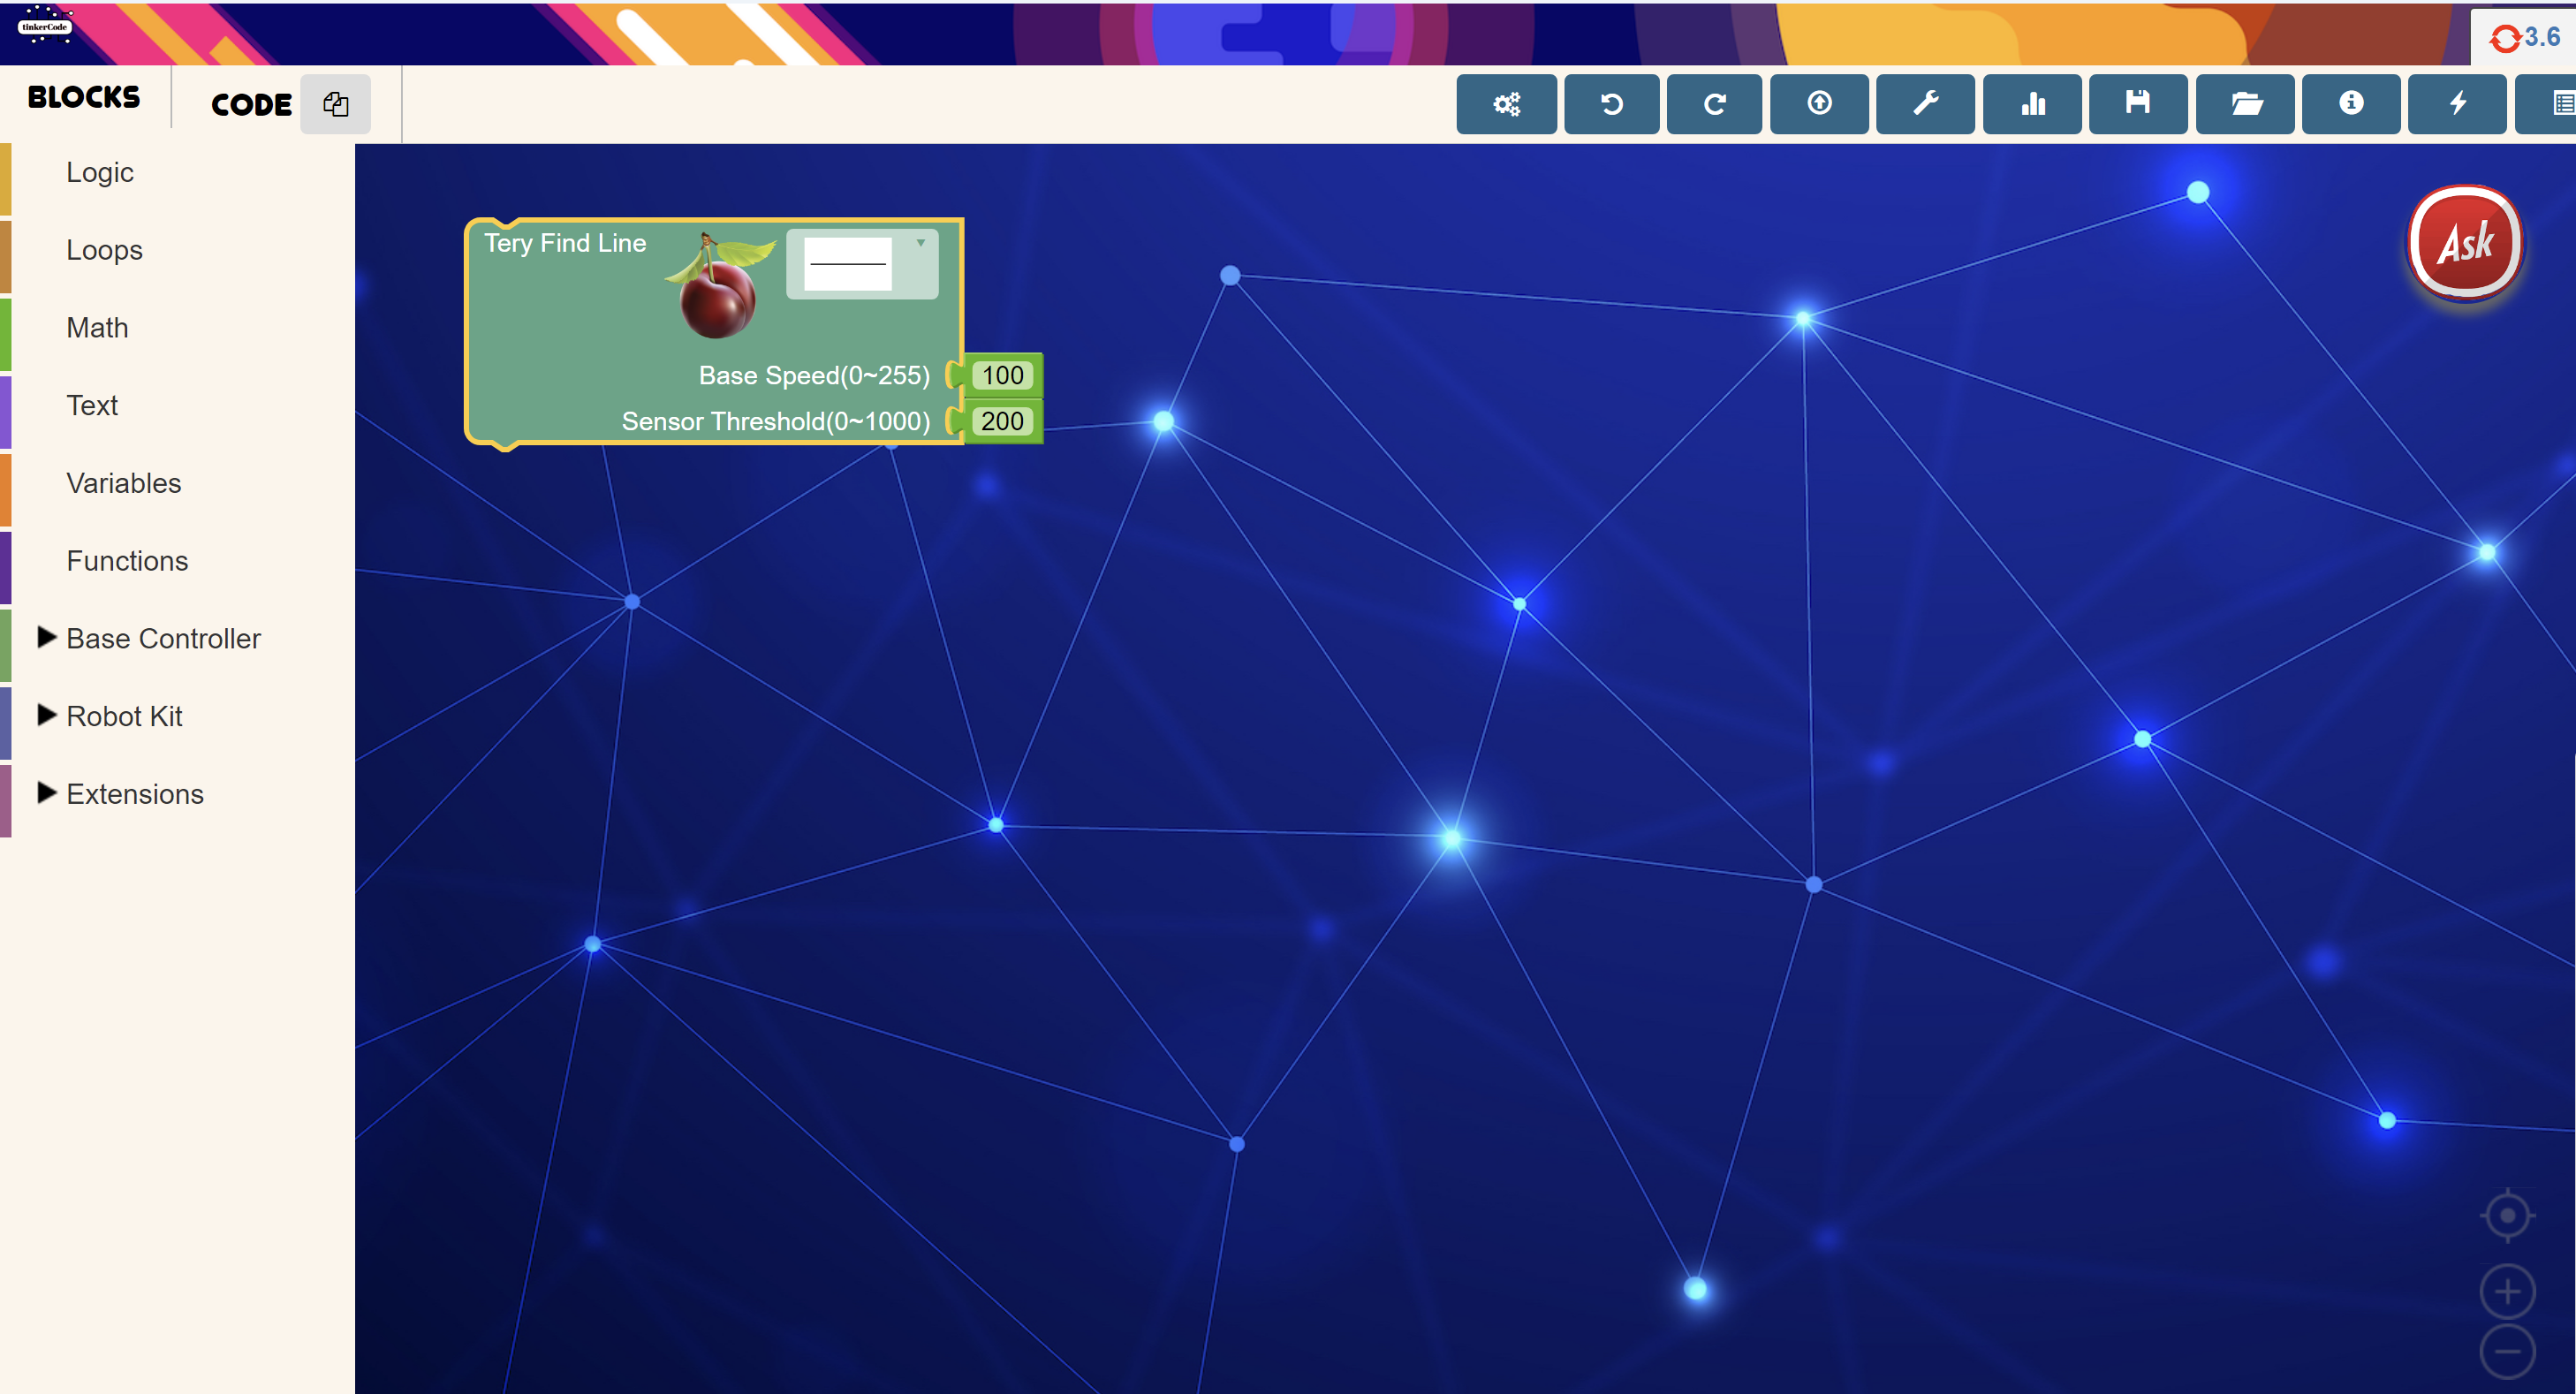 tinkerCode
3.6
BLOCKS
CODE
Logic
Loops
Math
Text
Variables
Functions
Base Controller
Robot Kit
Extensions
Tery Find Line
Base Speed(0~255) 100
Sensor Threshold(0~1000) 200
Ask